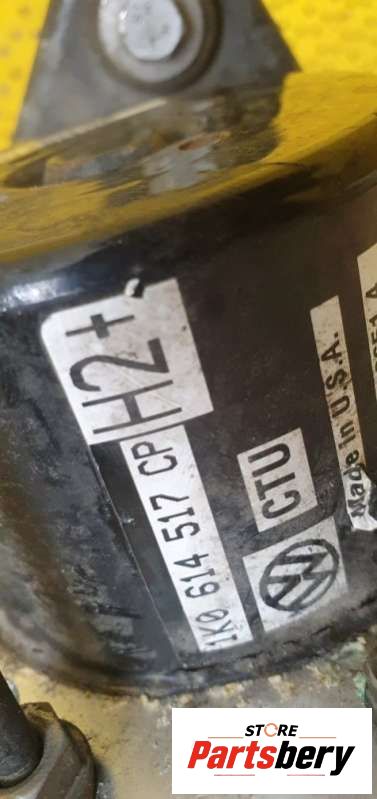 H2+
1K0 614 517 CP
CTU
Made in U.S.A.
STORE
Partsbery